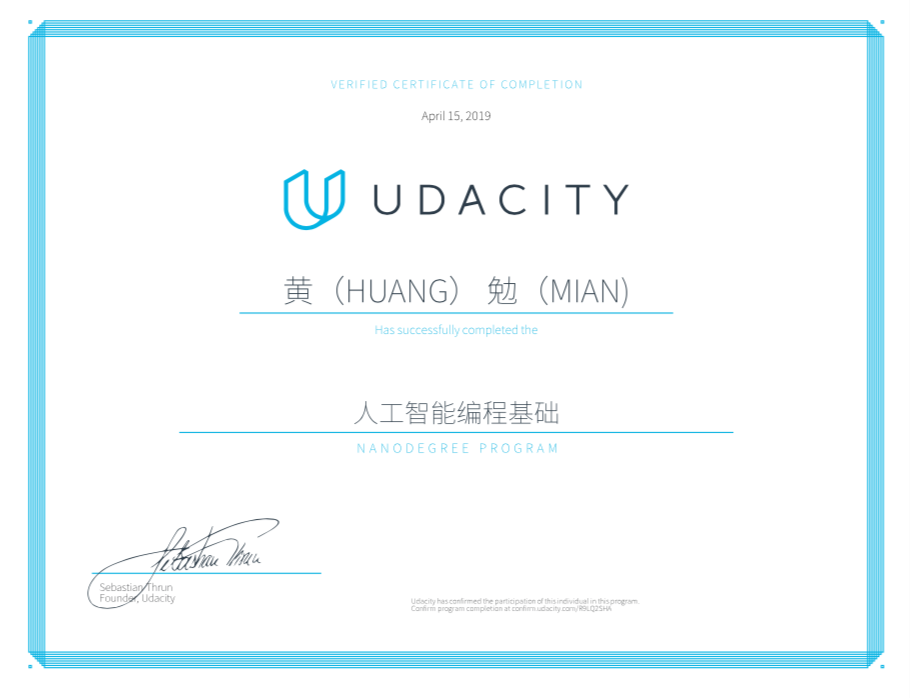 VERIFIED CERTIFICATE OF COMPLETION
April 15, 2019
UDACITY
黄（HUANG） 勉（MIAN)
Has successfully completed the
人工智能编程基础
NANODEGREE PROGRAM
Sebastian Thrun
Sebastian Thrun
Founder, Udacity
Udacity has confirmed the participation of this individual in this program.
Confirm program completion at confirm.udacity.com/R9LQ2SHA